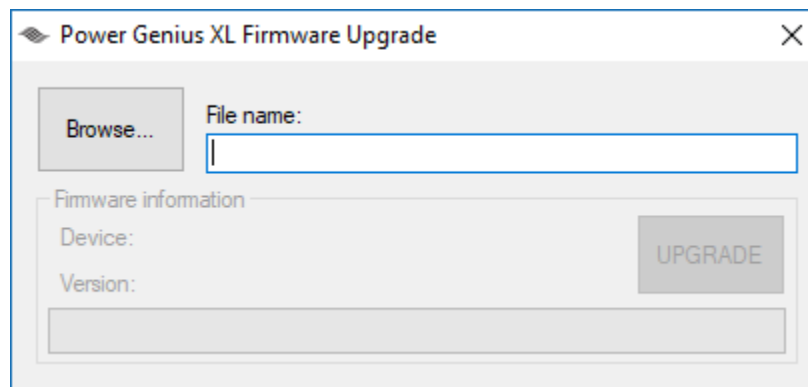 Power Genius XL Firmware Upgrade
Browse...
File name:
Firmware information
Device:
UPGRADE
Version: